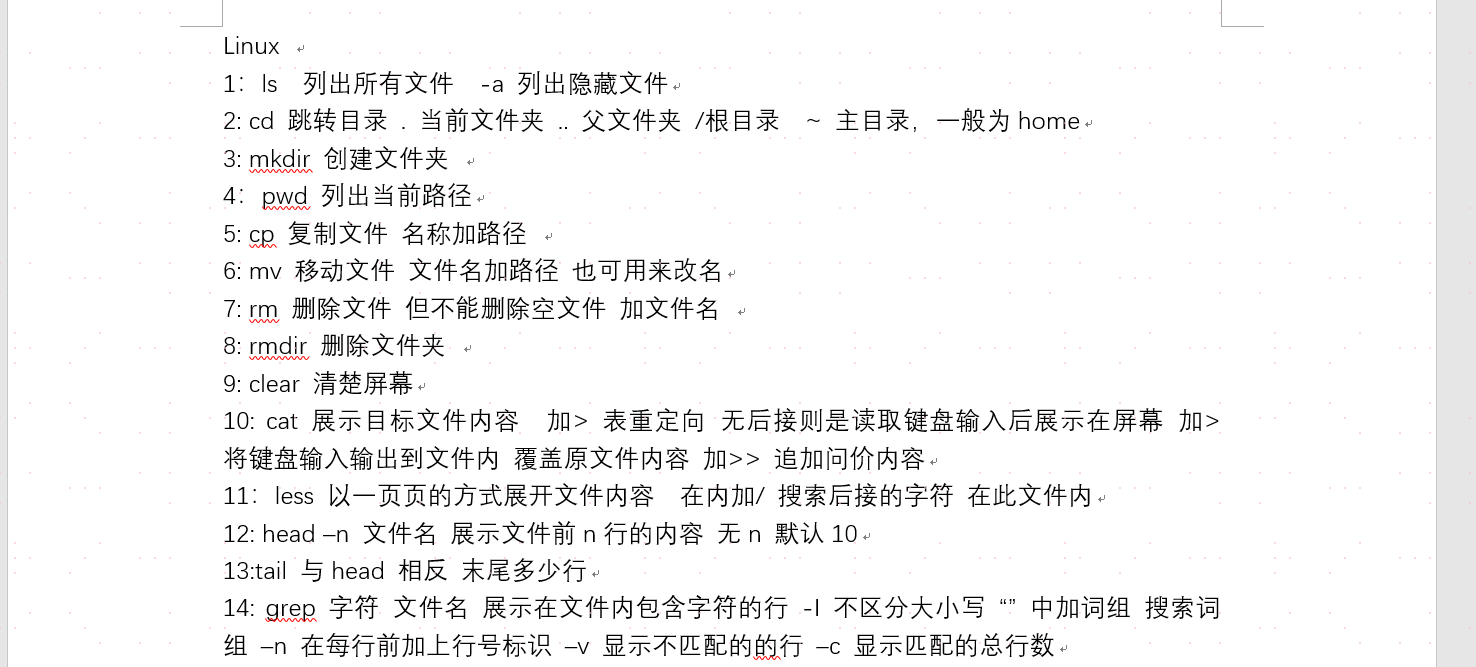 Linux
1：ls 列出所有文件 -a 列出隐藏文件
2: cd 跳转目录 . 当前文件夹 .. 父文件夹 /根目录 ~ 主目录，一般为 home
3: mkdir 创建文件夹
4：pwd 列出当前路径
5: cp 复制文件 名称加路径
6: mv 移动文件 文件名加路径 也可用来改名
7: rm 删除文件 但不能删除空文件 加文件名
8: rmdir 删除文件夹
9: clear 清楚屏幕
10: cat 展示目标文件内容 加> 表重定向 无后接则是读取键盘输入后展示在屏幕 加>
将键盘输入输出到文件内 覆盖原文件内容 加>> 追加问价内容
11：less 以一页页的方式展开文件内容 在内加/ 搜索后接的字符 在此文件内
12: head –n 文件名 展示文件前 n 行的内容 无 n 默认 10
13:tail 与 head 相反 末尾多少行
14: grep 字符 文件名 展示在文件内包含字符的行 -I 不区分大小写 “” 中加词组 搜索词
组 –n 在每行前加上行号标识 –v 显示不匹配的的行 –c 显示匹配的总行数